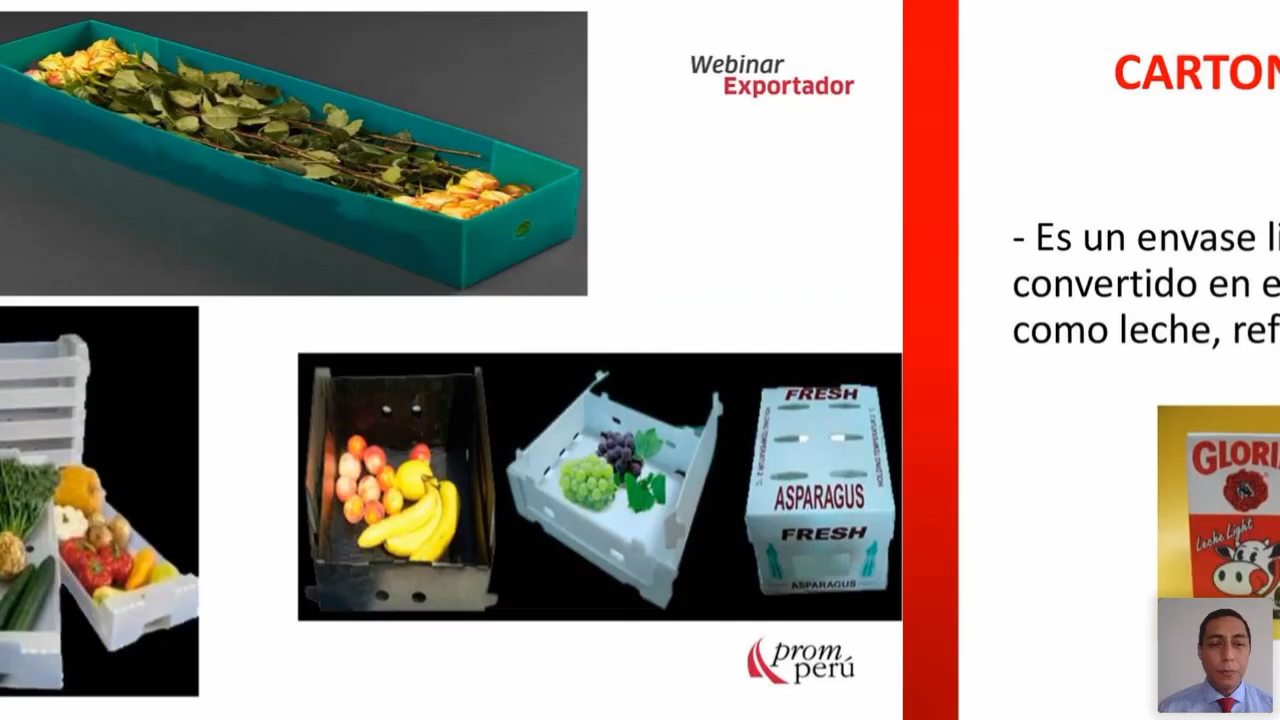 Webinar
Exportador
FRESH
ASPARAGUS
FRESH
ASPARAGUS
prom
perú
CARTON
- Es un envase li
convertido en e
como leche, ref
GLORI
Leche Light